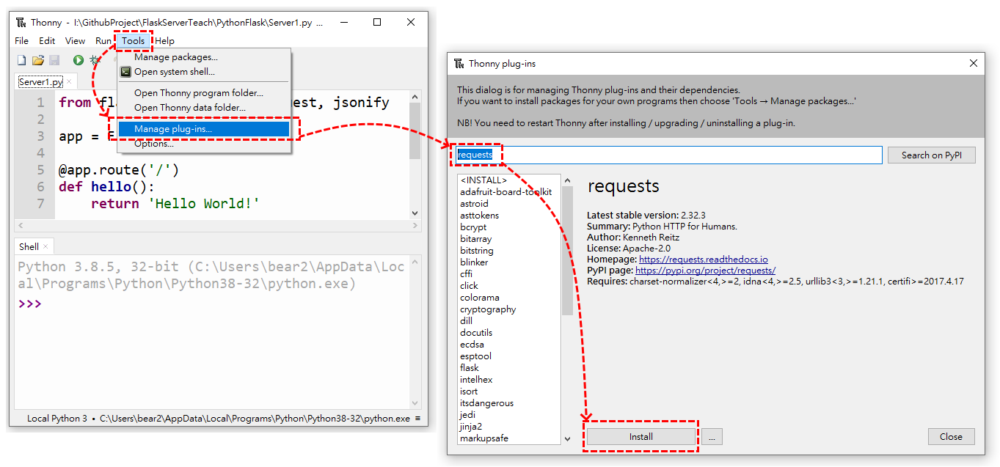 Thonny - I:\GithubProject\FlaskServerTeach\PythonFlask\Server1.py ...
File Edit View Run Tools Help
Manage packages...
Open system shell...
Open Thonny program folder...
Open Thonny data folder...
Manage plug-ins...
Options...
Server1.py
1 from fla est, jsonify
2
3 app = F
4
5 @app.route('/')
6 def hello():
7 return 'Hello World!'
Shell
Python 3.8.5, 32-bit (C:\Users\bear2\AppData\Loc
al\Programs\Python\Python38-32\python.exe)
>>>
Local Python 3 • C:\Users\bear2\AppData\Local\Programs\Python\Python38-32\python.exe ≡
Thonny plug-ins
This dialog is for managing Thonny plug-ins and their dependencies.
If you want to install packages for your own programs then choose 'Tools → Manage packages...'
NB! You need to restart Thonny after installing / upgrading / uninstalling a plug-in.
requests
Search on PyPI
<INSTALL>
adafruit-board-toolkit
astroid
asttokens
bcrypt
bitarray
bitstring
blinker
cffi
click
colorama
cryptography
dill
docutils
ecdsa
esptool
flask
intelhex
isort
itsdangerous
jedi
jinja2
markupsafe
requests
Latest stable version: 2.32.3
Summary: Python HTTP for Humans.
Author: Kenneth Reitz
License: Apache-2.0
Homepage: https://requests.readthedocs.io
PyPI page: https://pypi.org/project/requests/
Requires: charset-normalizer<4,>=2, idna<4,>=2.5, urllib3<3,>=1.21.1, certifi>=2017.4.17
Install
...
Close